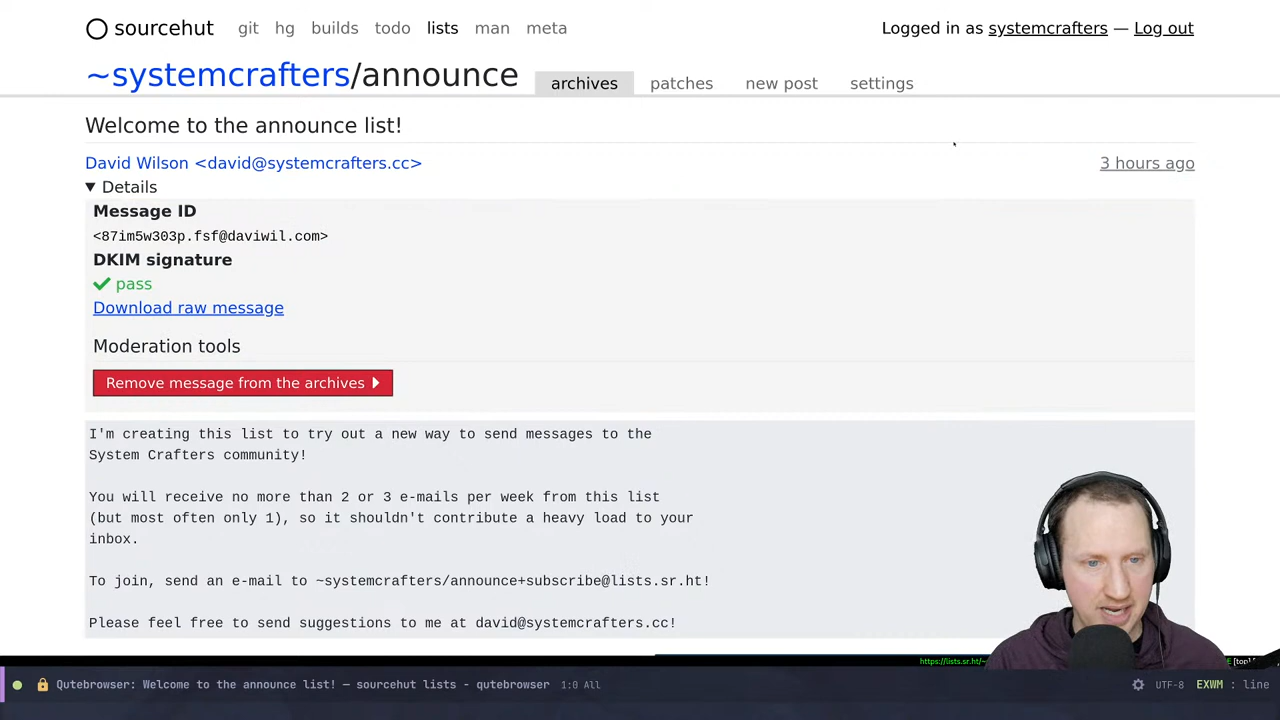 sourcehut git hg builds todo lists man meta Logged in as systemcrafters — Log out
~systemcrafters/announce archives patches new post settings
Welcome to the announce list!
David Wilson <david@systemcrafters.cc> 3 hours ago
▼ Details
Message ID
<87im5w303p.fsf@daviwil.com>
DKIM signature
pass
Download raw message
Moderation tools
Remove message from the archives
I'm creating this list to try out a new way to send messages to the
System Crafters community!
You will receive no more than 2 or 3 e-mails per week from this list
(but most often only 1), so it shouldn't contribute a heavy load to your
inbox.
To join, send an e-mail to ~systemcrafters/announce+subscribe@lists.sr.ht!
Please feel free to send suggestions to me at david@systemcrafters.cc!
https://lists.sr.ht/~ [top]
Qutebrowser: Welcome to the announce list! — sourcehut lists - qutebrowser 1:0 All UTF-8 EXWM : line